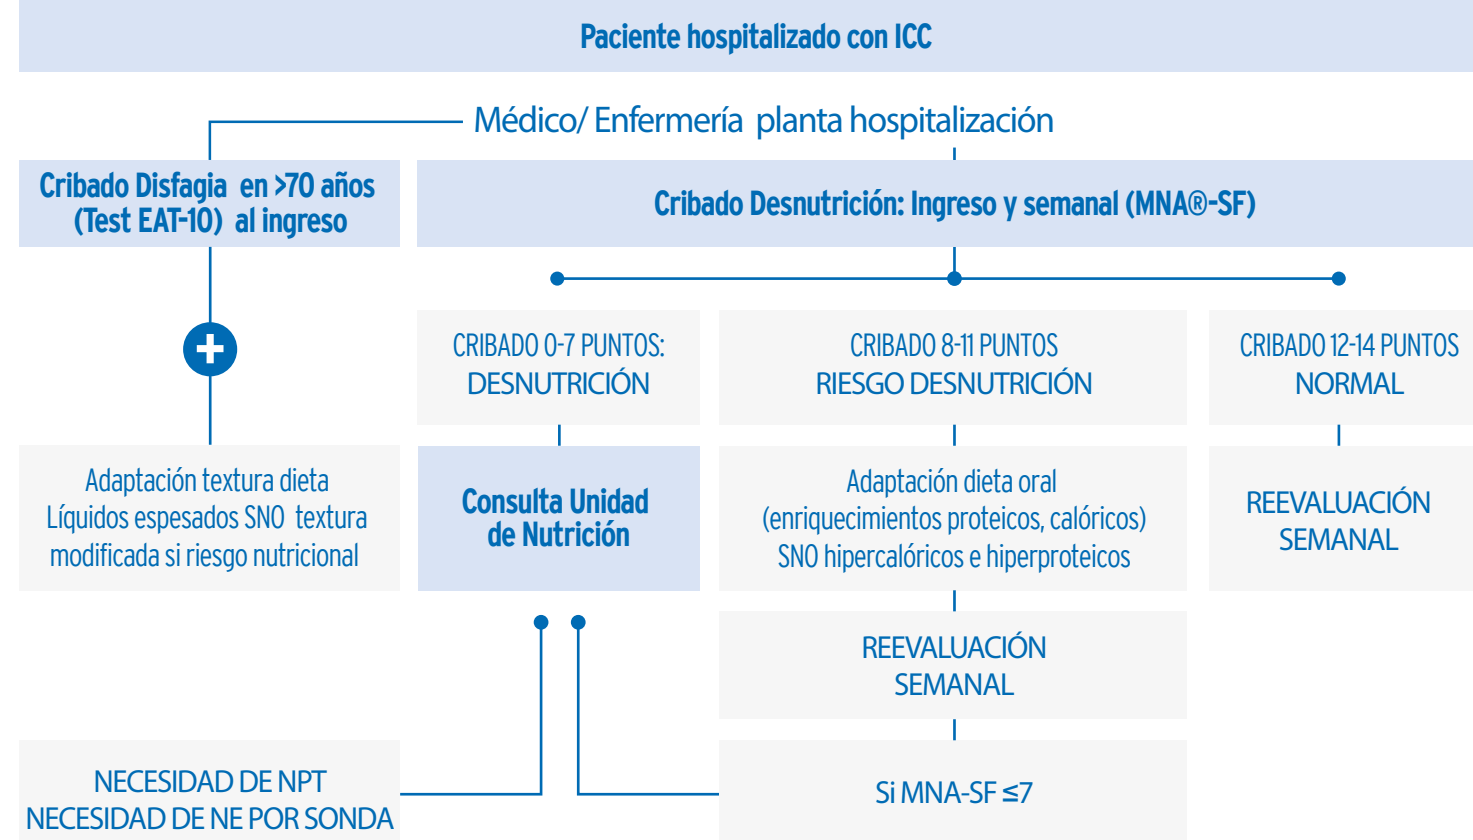 Paciente hospitalizado con ICC
Médico/ Enfermería planta hospitalización
Cribado Disfagia en >70 años
(Test EAT-10) al ingreso
Cribado Desnutrición: Ingreso y semanal (MNA®-SF)
CRIBADO 0-7 PUNTOS:
DESNUTRICIÓN
CRIBADO 8-11 PUNTOS
RIESGO DESNUTRICIÓN
CRIBADO 12-14 PUNTOS
NORMAL
Adaptación textura dieta
Líquidos espesados SNO textura
modificada si riesgo nutricional
Consulta Unidad
de Nutrición
Adaptación dieta oral
(enriquecimientos proteicos, calóricos)
SNO hipercalóricos e hiperproteicos
REEVALUACIÓN
SEMANAL
REEVALUACIÓN
SEMANAL
NECESIDAD DE NPT
NECESIDAD DE NE POR SONDA
Si MNA-SF ≤7